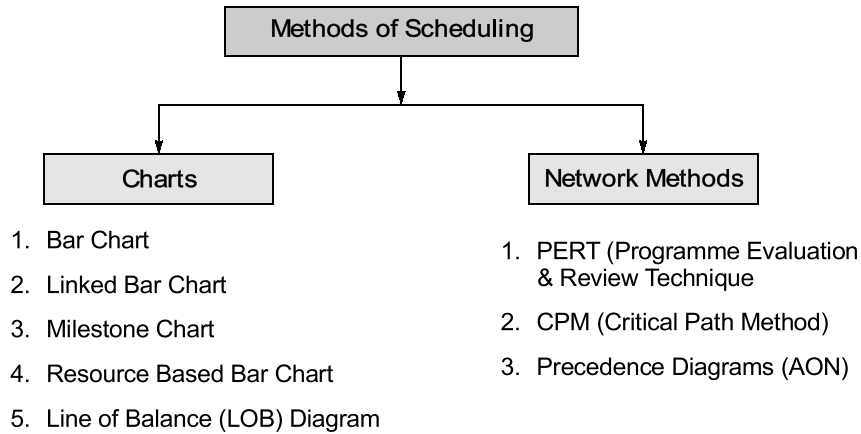 Methods of Scheduling
Charts
1. Bar Chart
2. Linked Bar Chart
3. Milestone Chart
4. Resource Based Bar Chart
5. Line of Balance (LOB) Diagram
Network Methods
1. PERT (Programme Evaluation
& Review Technique
2. CPM (Critical Path Method)
3. Precedence Diagrams (AON)